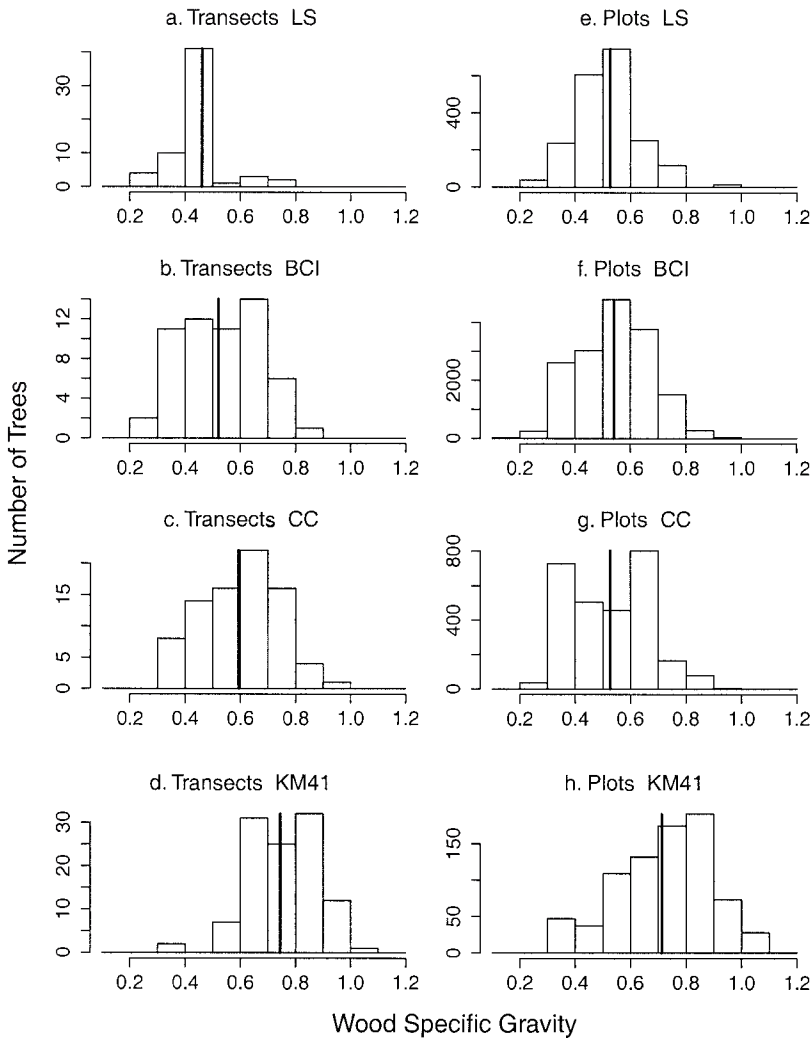 a. Transects LS
30
10
0
0.2 0.4 0.6 0.8 1.0 1.2
e. Plots LS
400
0
0.2 0.4 0.6 0.8 1.0 1.2
b. Transects BCI
12
8
4
0
0.2 0.4 0.6 0.8 1.0 1.2
f. Plots BCI
2000
0
0.2 0.4 0.6 0.8 1.0 1.2
Number of Trees
c. Transects CC
15
5
0
0.2 0.4 0.6 0.8 1.0 1.2
g. Plots CC
800
400
0
0.2 0.4 0.6 0.8 1.0 1.2
d. Transects KM41
30
20
10
0
0.2 0.4 0.6 0.8 1.0 1.2
h. Plots KM41
150
50
0
0.2 0.4 0.6 0.8 1.0 1.2
Wood Specific Gravity